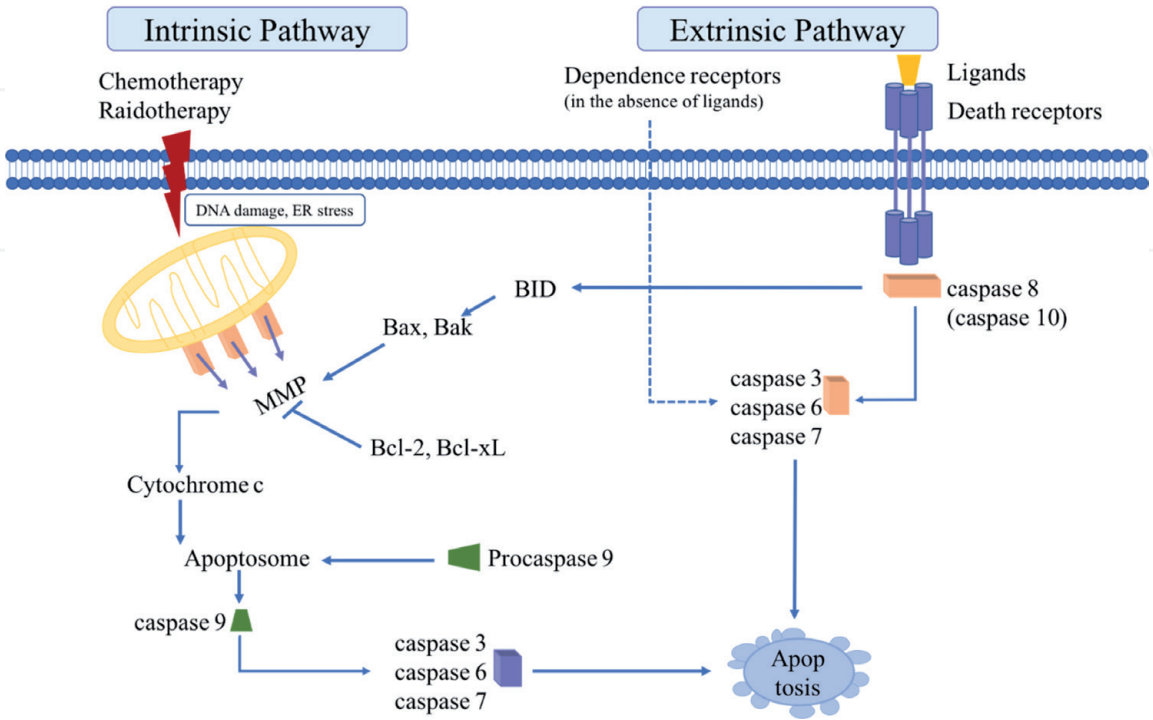 Intrinsic Pathway
Extrinsic Pathway
Chemotherapy
Raidotherapy
Dependence receptors
(in the absence of ligands)
Ligands
Death receptors
DNA damage, ER stress
BID
caspase 8
(caspase 10)
Bax, Bak
MMP
caspase 3
caspase 6
caspase 7
Bcl-2, Bcl-xL
Cytochrome c
Apoptosome
Procaspase 9
caspase 9
caspase 3
caspase 6
caspase 7
Apop
tosis